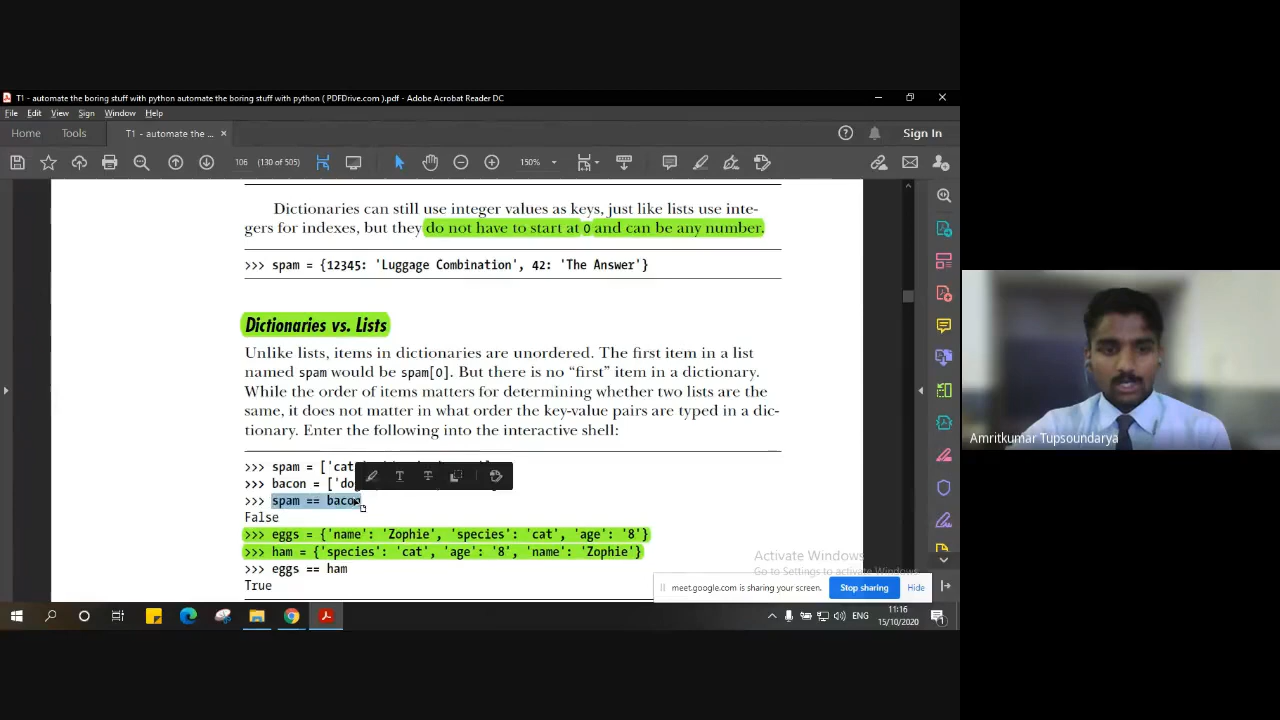 T1 - automate the boring stuff with python automate the boring stuff with python ( PDFDrive.com ).pdf - Adobe Acrobat Reader DC
File Edit View Sign Window Help
Home Tools T1 - automate the ... × Sign In
106 (130 of 505) 150%
Dictionaries can still use integer values as keys, just like lists use inte-
gers for indexes, but they do not have to start at 0 and can be any number.
>>> spam = {12345: 'Luggage Combination', 42: 'The Answer'}
Dictionaries vs. Lists
Unlike lists, items in dictionaries are unordered. The first item in a list
named spam would be spam[0]. But there is no “first” item in a dictionary.
While the order of items matters for determining whether two lists are the
same, it does not matter in what order the key-value pairs are typed in a dic-
tionary. Enter the following into the interactive shell:
>>> spam = ['cat
>>> bacon = ['do
>>> spam == bacon
False
>>> eggs = {'name': 'Zophie', 'species': 'cat', 'age': '8'}
>>> ham = {'species': 'cat', 'age': '8', 'name': 'Zophie'}
>>> eggs == ham
True
Amritkumar Tupsoundarya
Activate Windows
Go to Settings to activate Windows.
meet.google.com is sharing your screen. Stop sharing Hide
ENG 11:16
15/10/2020